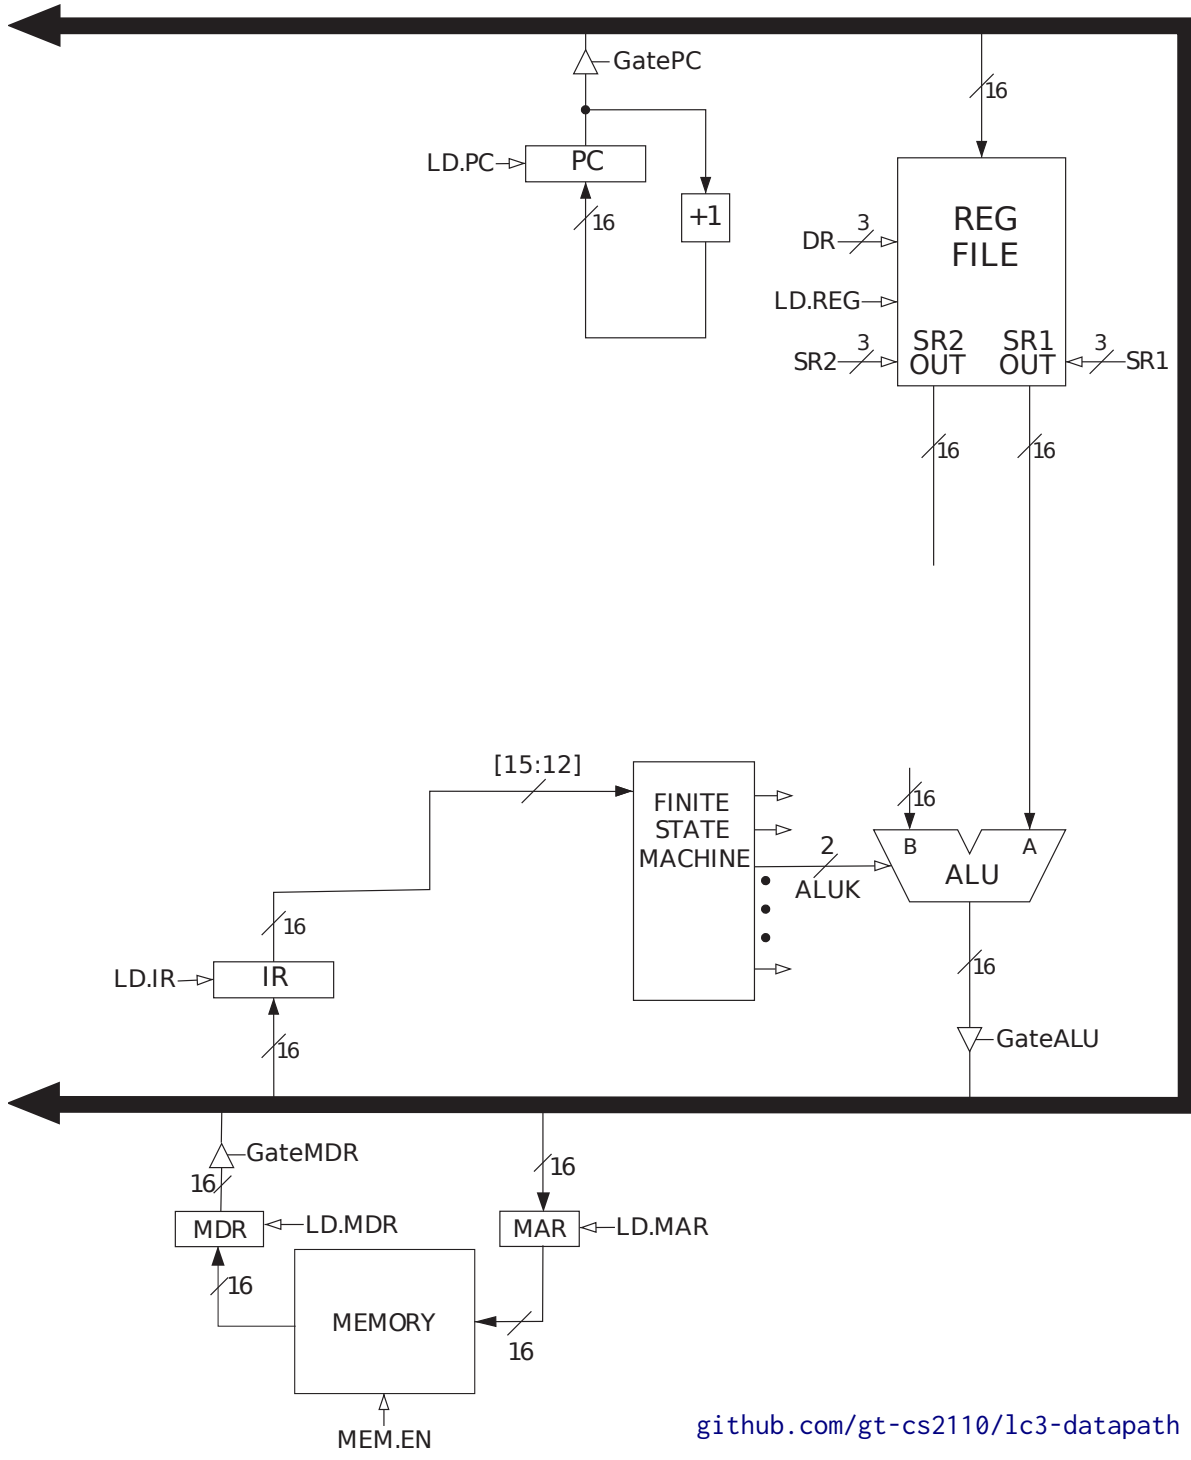 GatePC
16
LD.PC
PC
16
+1
REG
FILE
3
DR
LD.REG
3
SR2
SR2
OUT
SR1
OUT
3
SR1
16
16
[15:12]
FINITE
STATE
MACHINE
2
ALUK
16
B
A
ALU
16
LD.IR
IR
16
16
GateALU
GateMDR
16
MDR
LD.MDR
16
16
MAR
LD.MAR
MEMORY
16
MEM.EN
github.com/gt-cs2110/lc3-datapath